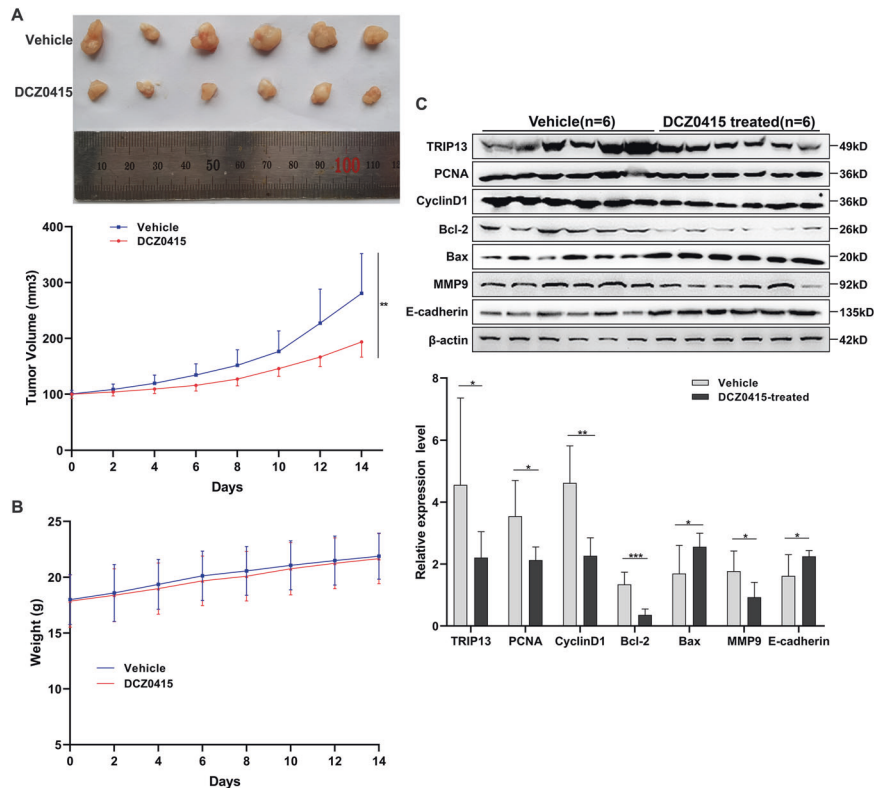 A
Vehicle
DCZ0415
10 20 30 40 50 60 70 80 90 100 110
Tumor Volume (mm3)
400
300
200
100
0
Vehicle
DCZ0415
**
0 2 4 6 8 10 12 14
Days
B
Weight (g)
25
20
15
10
5
Vehicle
DCZ0415
0 2 4 6 8 10 12 14
Days
C
Vehicle(n=6) DCZ0415 treated(n=6)
TRIP13 49kD
PCNA 36kD
CyclinD1 36kD
Bcl-2 26kD
Bax 20kD
MMP9 92kD
E-cadherin 135kD
β-actin 42kD
Relative expression level
8
6
4
2
0
Vehicle
DCZ0415-treated
* * ** *** * * *
TRIP13 PCNA CyclinD1 Bcl-2 Bax MMP9 E-cadherin